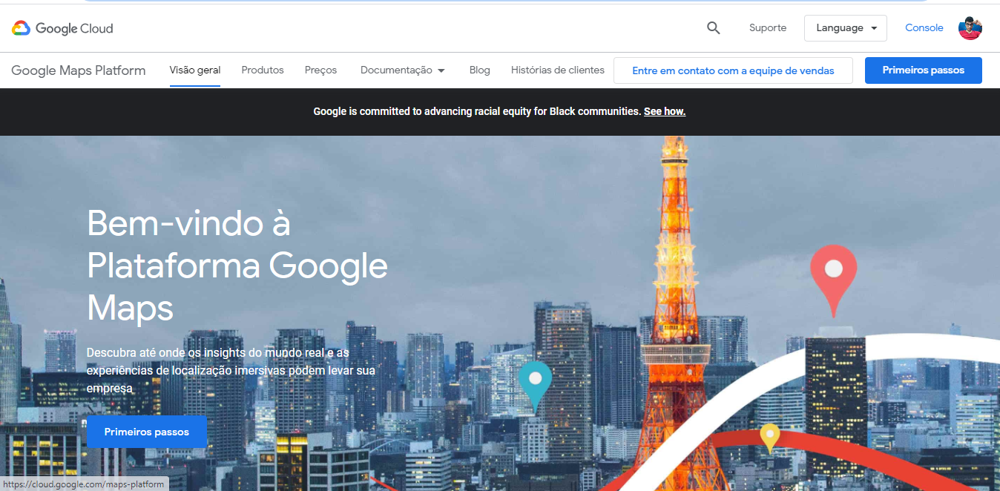 Google Cloud
Suporte
Language
Console
Google Maps Platform
Visão geral
Produtos
Preços
Documentação
Blog
Histórias de clientes
Entre em contato com a equipe de vendas
Primeiros passos
Google is committed to advancing racial equity for Black communities. See how.
Bem-vindo à
Plataforma Google
Maps
Descubra até onde os insights do mundo real e as
experiências de localização imersivas podem levar sua
empresa
Primeiros passos
https://cloud.google.com/maps-platform